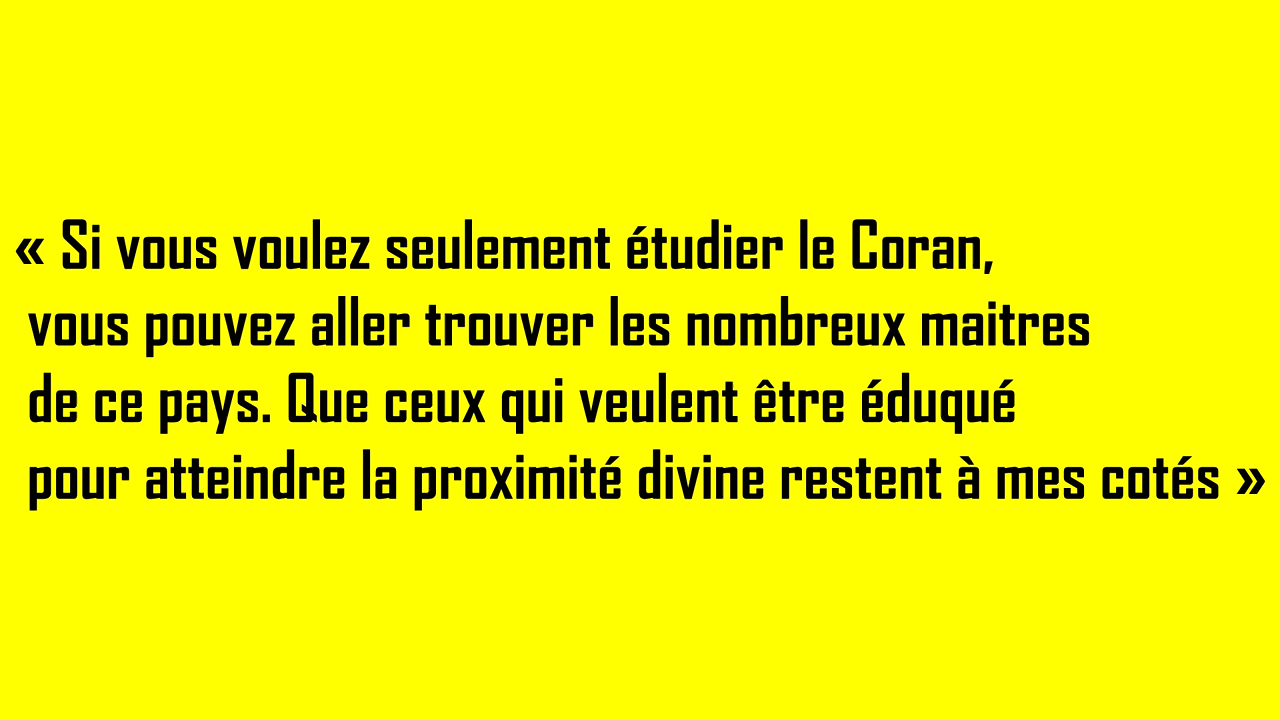 « Si vous voulez seulement étudier le Coran,
vous pouvez aller trouver les nombreux maitres
de ce pays. Que ceux qui veulent être éduqué
pour atteindre la proximité divine restent à mes cotés »